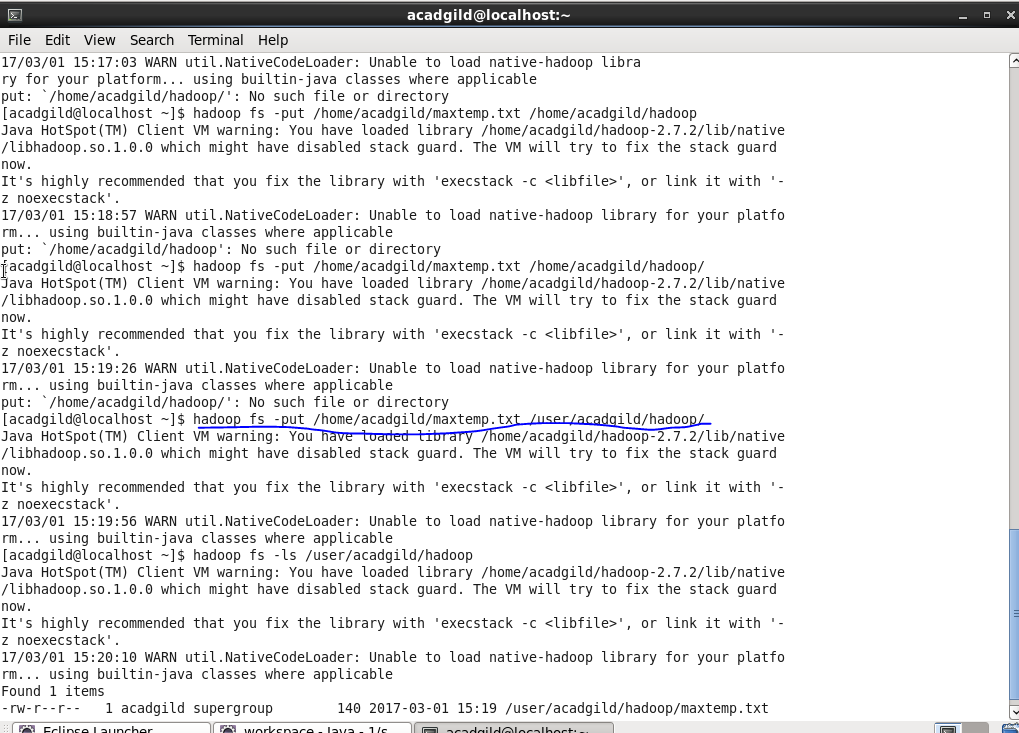 acadgild@localhost:~
File Edit View Search Terminal Help
17/03/01 15:17:03 WARN util.NativeCodeLoader: Unable to load native-hadoop libra
ry for your platform... using builtin-java classes where applicable
put: `/home/acadgild/hadoop/': No such file or directory
[acadgild@localhost ~]$ hadoop fs -put /home/acadgild/maxtemp.txt /home/acadgild/hadoop
Java HotSpot(TM) Client VM warning: You have loaded library /home/acadgild/hadoop-2.7.2/lib/native
/libhadoop.so.1.0.0 which might have disabled stack guard. The VM will try to fix the stack guard
now.
It's highly recommended that you fix the library with 'execstack -c <libfile>', or link it with '-
z noexecstack'.
17/03/01 15:18:57 WARN util.NativeCodeLoader: Unable to load native-hadoop library for your platfo
rm... using builtin-java classes where applicable
put: `/home/acadgild/hadoop': No such file or directory
[acadgild@localhost ~]$ hadoop fs -put /home/acadgild/maxtemp.txt /home/acadgild/hadoop/
Java HotSpot(TM) Client VM warning: You have loaded library /home/acadgild/hadoop-2.7.2/lib/native
/libhadoop.so.1.0.0 which might have disabled stack guard. The VM will try to fix the stack guard
now.
It's highly recommended that you fix the library with 'execstack -c <libfile>', or link it with '-
z noexecstack'.
17/03/01 15:19:26 WARN util.NativeCodeLoader: Unable to load native-hadoop library for your platfo
rm... using builtin-java classes where applicable
put: `/home/acadgild/hadoop/': No such file or directory
[acadgild@localhost ~]$ hadoop fs -put /home/acadgild/maxtemp.txt /user/acadgild/hadoop/
Java HotSpot(TM) Client VM warning: You have loaded library /home/acadgild/hadoop-2.7.2/lib/native
/libhadoop.so.1.0.0 which might have disabled stack guard. The VM will try to fix the stack guard
now.
It's highly recommended that you fix the library with 'execstack -c <libfile>', or link it with '-
z noexecstack'.
17/03/01 15:19:56 WARN util.NativeCodeLoader: Unable to load native-hadoop library for your platfo
rm... using builtin-java classes where applicable
[acadgild@localhost ~]$ hadoop fs -ls /user/acadgild/hadoop
Java HotSpot(TM) Client VM warning: You have loaded library /home/acadgild/hadoop-2.7.2/lib/native
/libhadoop.so.1.0.0 which might have disabled stack guard. The VM will try to fix the stack guard
now.
It's highly recommended that you fix the library with 'execstack -c <libfile>', or link it with '-
z noexecstack'.
17/03/01 15:20:10 WARN util.NativeCodeLoader: Unable to load native-hadoop library for your platfo
rm... using builtin-java classes where applicable
Found 1 items
-rw-r--r-- 1 acadgild supergroup 140 2017-03-01 15:19 /user/acadgild/hadoop/maxtemp.txt
Eclipse Launcher workspace - Java - 1/s... acadgild@localhost:~